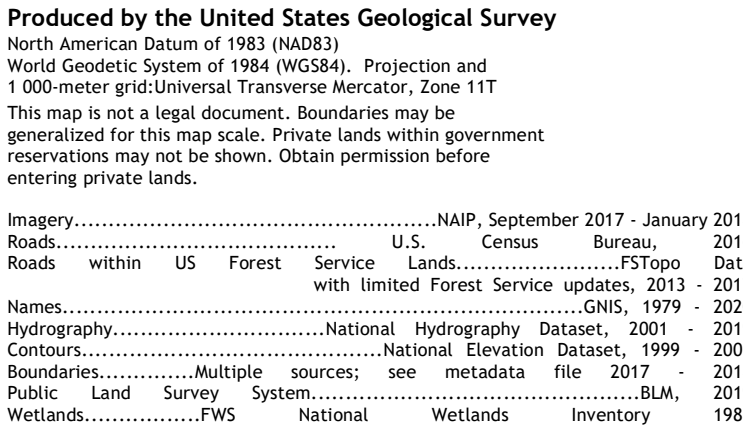 Produced by the United States Geological Survey
North American Datum of 1983 (NAD83)
World Geodetic System of 1984 (WGS84). Projection and
1 000-meter grid:Universal Transverse Mercator, Zone 11T
This map is not a legal document. Boundaries may be
generalized for this map scale. Private lands within government
reservations may not be shown. Obtain permission before
entering private lands.
Imagery.....................................................NAIP, September 2017 - January 201
Roads......................................... U.S. Census Bureau, 201
Roads within US Forest Service Lands........................FSTopo Dat
with limited Forest Service updates, 2013 - 201
Names............................................................................GNIS, 1979 - 202
Hydrography...............................National Hydrography Dataset, 2001 - 201
Contours............................................National Elevation Dataset, 1999 - 200
Boundaries..............Multiple sources; see metadata file 2017 - 201
Public Land Survey System................................................BLM, 201
Wetlands.................FWS National Wetlands Inventory 198